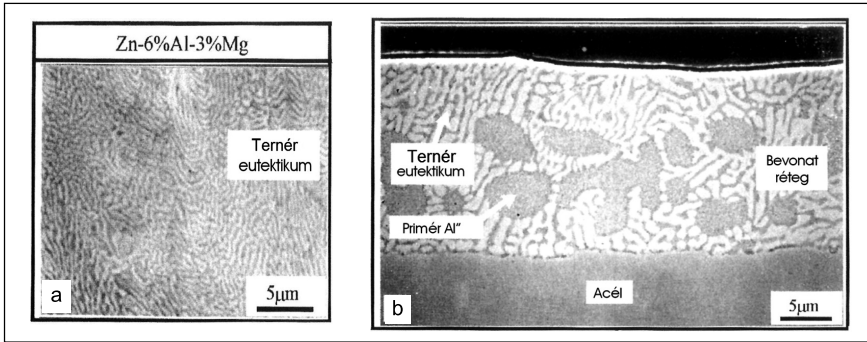 Zn-6%Al-3%Mg
Ternér
eutektikum
a
5µm
Ternér
eutektikum
Bevonat
réteg
Primér Al”
Acél
b
5µm